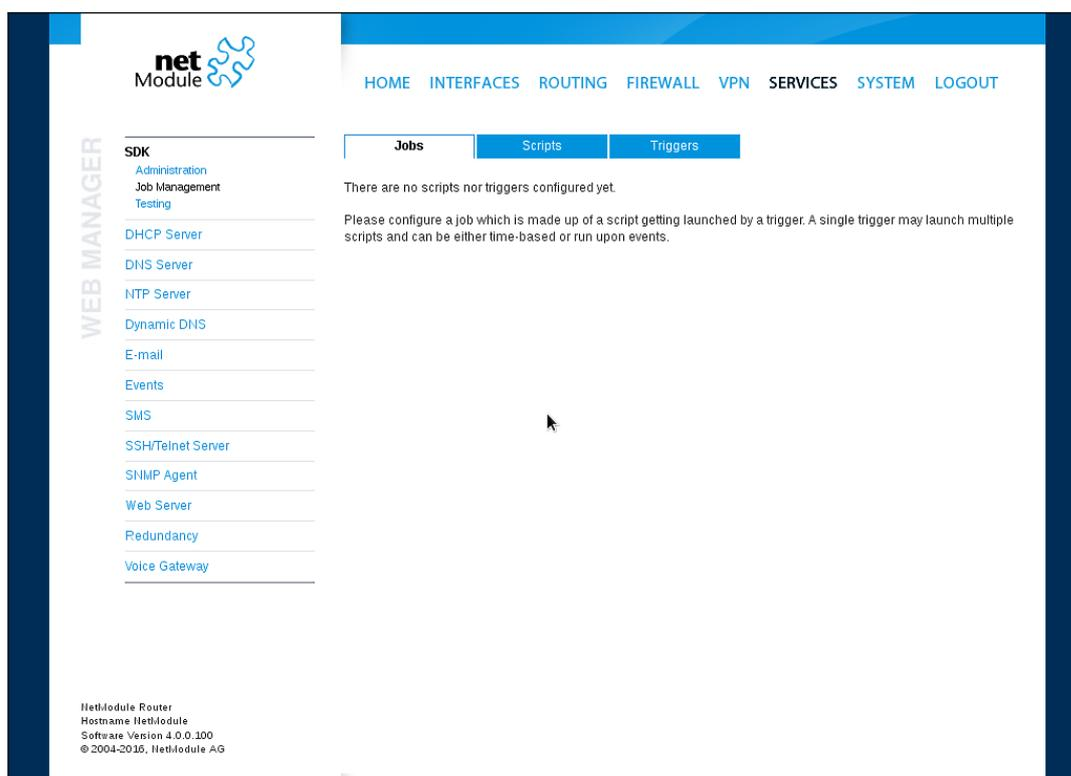 net
Module
HOME INTERFACES ROUTING FIREWALL VPN SERVICES SYSTEM LOGOUT
WEB MANAGER
SDK
Administration
Job Management
Testing
DHCP Server
DNS Server
NTP Server
Dynamic DNS
E-mail
Events
SMS
SSH/Telnet Server
SNMP Agent
Web Server
Redundancy
Voice Gateway
Jobs Scripts Triggers
There are no scripts nor triggers configured yet.
Please configure a job which is made up of a script getting launched by a trigger. A single trigger may launch multiple
scripts and can be either time-based or run upon events.
NetModule Router
Hostname NetModule
Software Version 4.0.0.100
© 2004-2016, NetModule AG